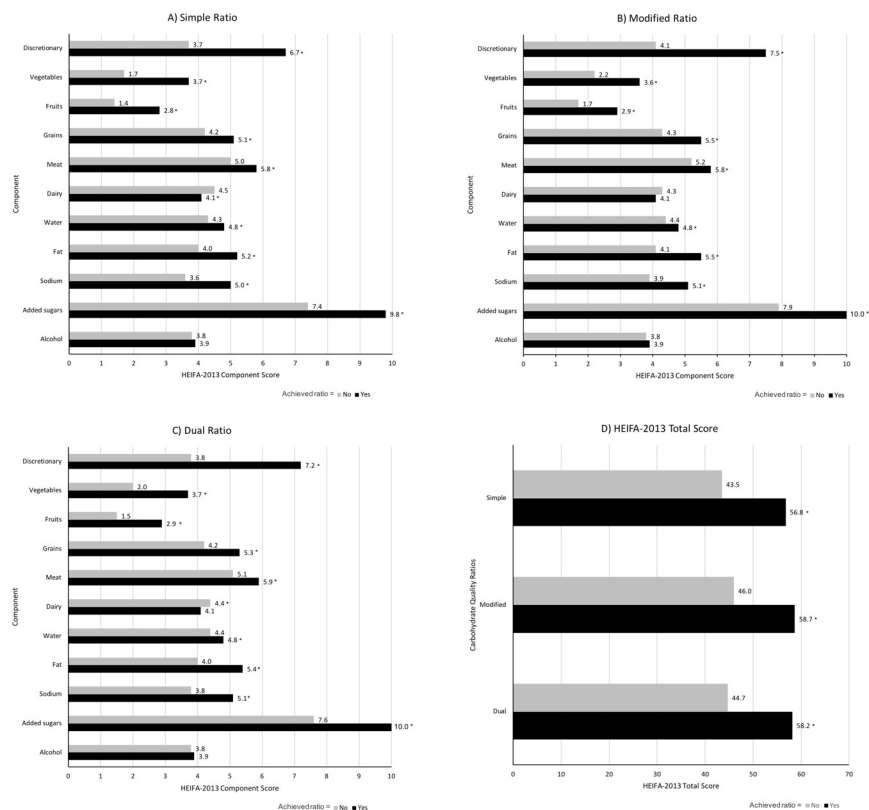 A) Simple Ratio
Component
Discretionary 3.7 6.7 *
Vegetables 1.7 3.7 *
Fruits 1.4 2.8 *
Grains 4.2 5.1 *
Meat 5.0 5.8 *
Dairy 4.5 4.1 *
Water 4.3 4.8 *
Fat 4.0 5.2 *
Sodium 3.6 5.0 *
Added sugars 7.4 9.8 *
Alcohol 3.8 3.9
0 1 2 3 4 5 6 7 8 9 10
HEIFA-2013 Component Score
Achieved ratio = No Yes
B) Modified Ratio
Component
Discretionary 4.1 7.5 *
Vegetables 2.2 3.6 *
Fruits 1.7 2.9 *
Grains 4.3 5.5 *
Meat 5.2 5.8 *
Dairy 4.3 4.1
Water 4.4 4.8 *
Fat 4.1 5.5 *
Sodium 3.9 5.1 *
Added sugars 7.9 10.0 *
Alcohol 3.8 3.9
0 1 2 3 4 5 6 7 8 9 10
HEIFA-2013 Component Score
Achieved ratio = No Yes
C) Dual Ratio
Component
Discretionary 3.8 7.2 *
Vegetables 2.0 3.7 *
Fruits 1.5 2.9 *
Grains 4.2 5.3 *
Meat 5.1 5.9 *
Dairy 4.4 * 4.1
Water 4.4 4.8 *
Fat 4.0 5.4 *
Sodium 3.8 5.1 *
Added sugars 7.6 10.0 *
Alcohol 3.8 3.9
0 1 2 3 4 5 6 7 8 9 10
HEIFA-2013 Component Score
Achieved ratio = No Yes
D) HEIFA-2013 Total Score
Carbohydrate Quality Ratios
Simple 43.5 56.8 *
Modified 46.0 58.7 *
Dual 44.7 58.2 *
0 10 20 30 40 50 60 70
HEIFA-2013 Total Score
Achieved ratio = No Yes